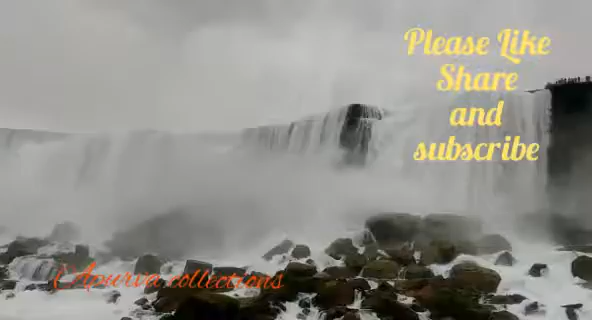 Please Like
Share
and
subscribe
Apurva collections